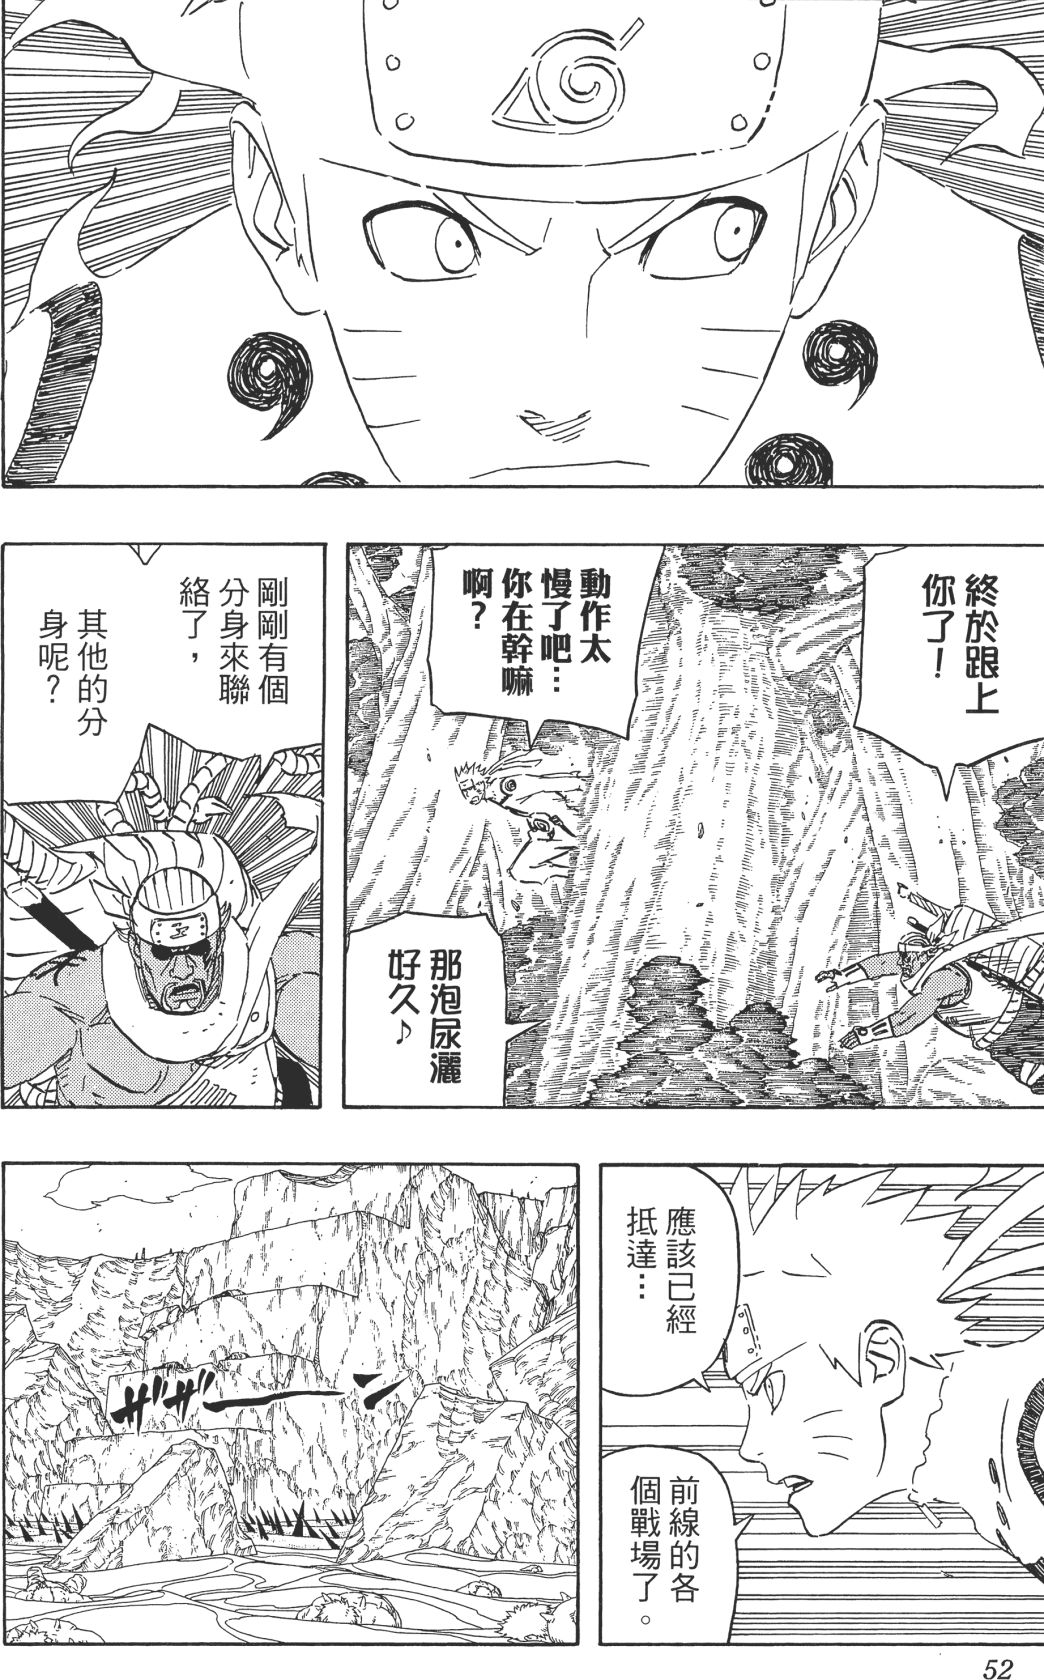 終於跟上
你了！
動作太
慢了吧…
你在幹嘛
啊？
那泡尿灑
好久♪
剛剛有個
分身來聯
絡了，
其他的分
身呢？
應該已經
抵達…
前線的各
個戰場了。
ザザーン
52